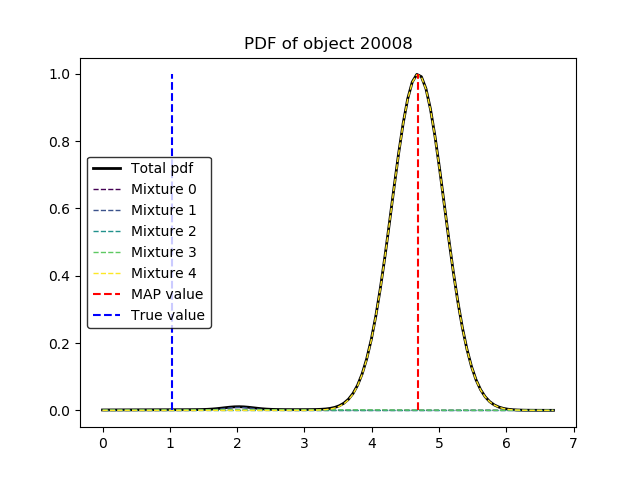 PDF of object 20008
1.0
0.8
0.6
0.4
0.2
0.0
Total pdf
Mixture 0
Mixture 1
Mixture 2
Mixture 3
Mixture 4
MAP value
True value
0 1 2 3 4 5 6 7